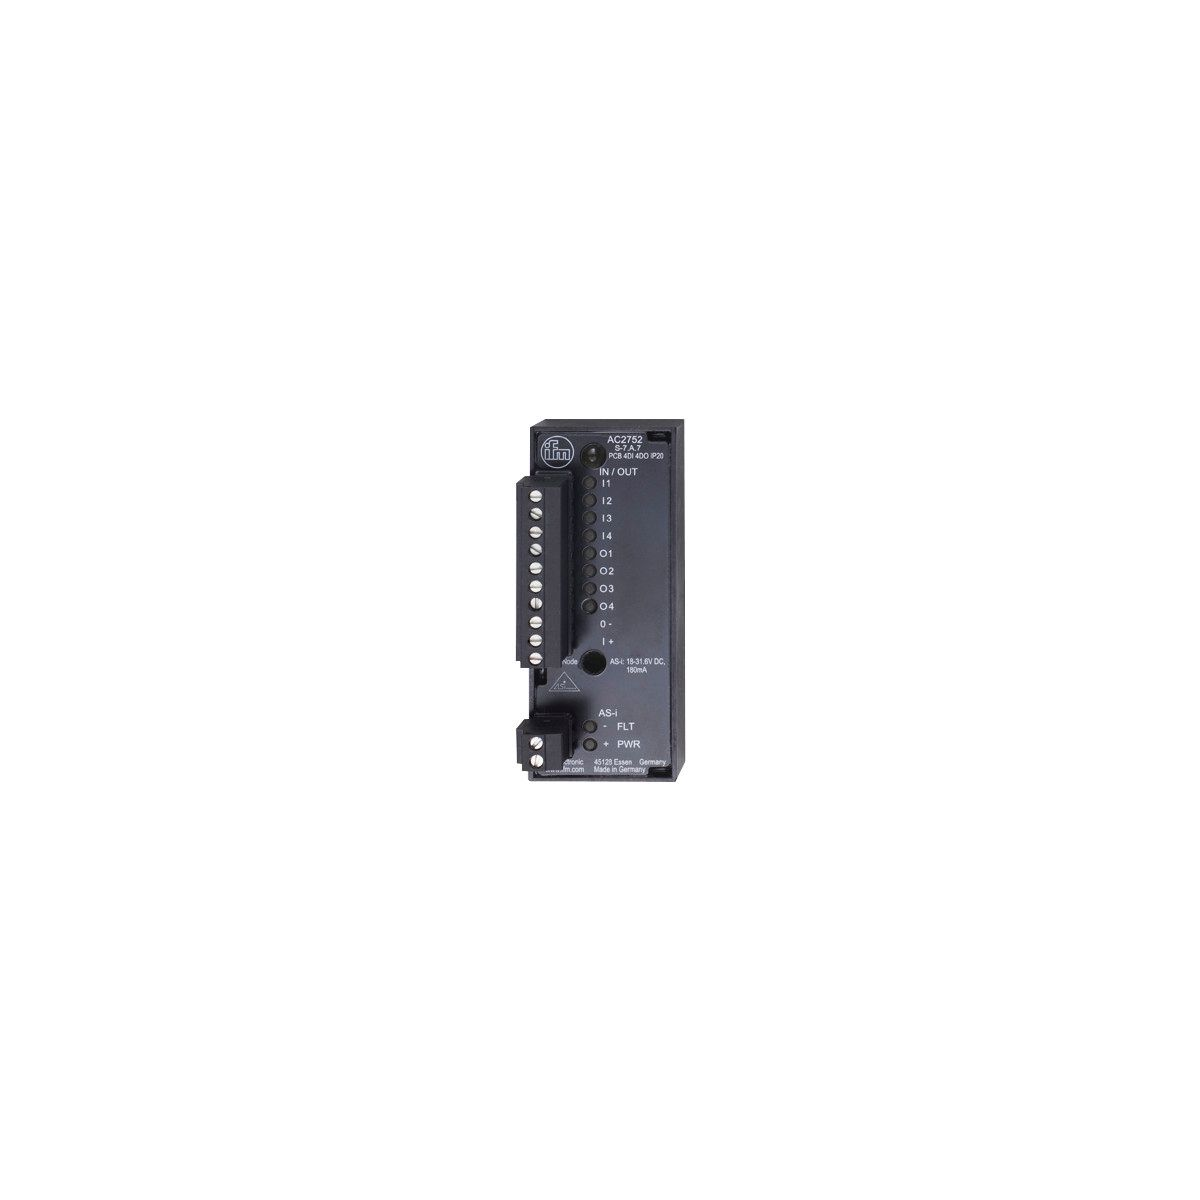 ifm
AC2752
S-7.A.7
PCB 4DI 4DO IP20
IN / OUT
I1
I2
I3
I4
O1
O2
O3
O4
0 -
I +
Node
AS-i: 18-31.6V DC,
180mA
AS-i
- FLT
+ PWR
45128 Essen Germany
Made in Germany